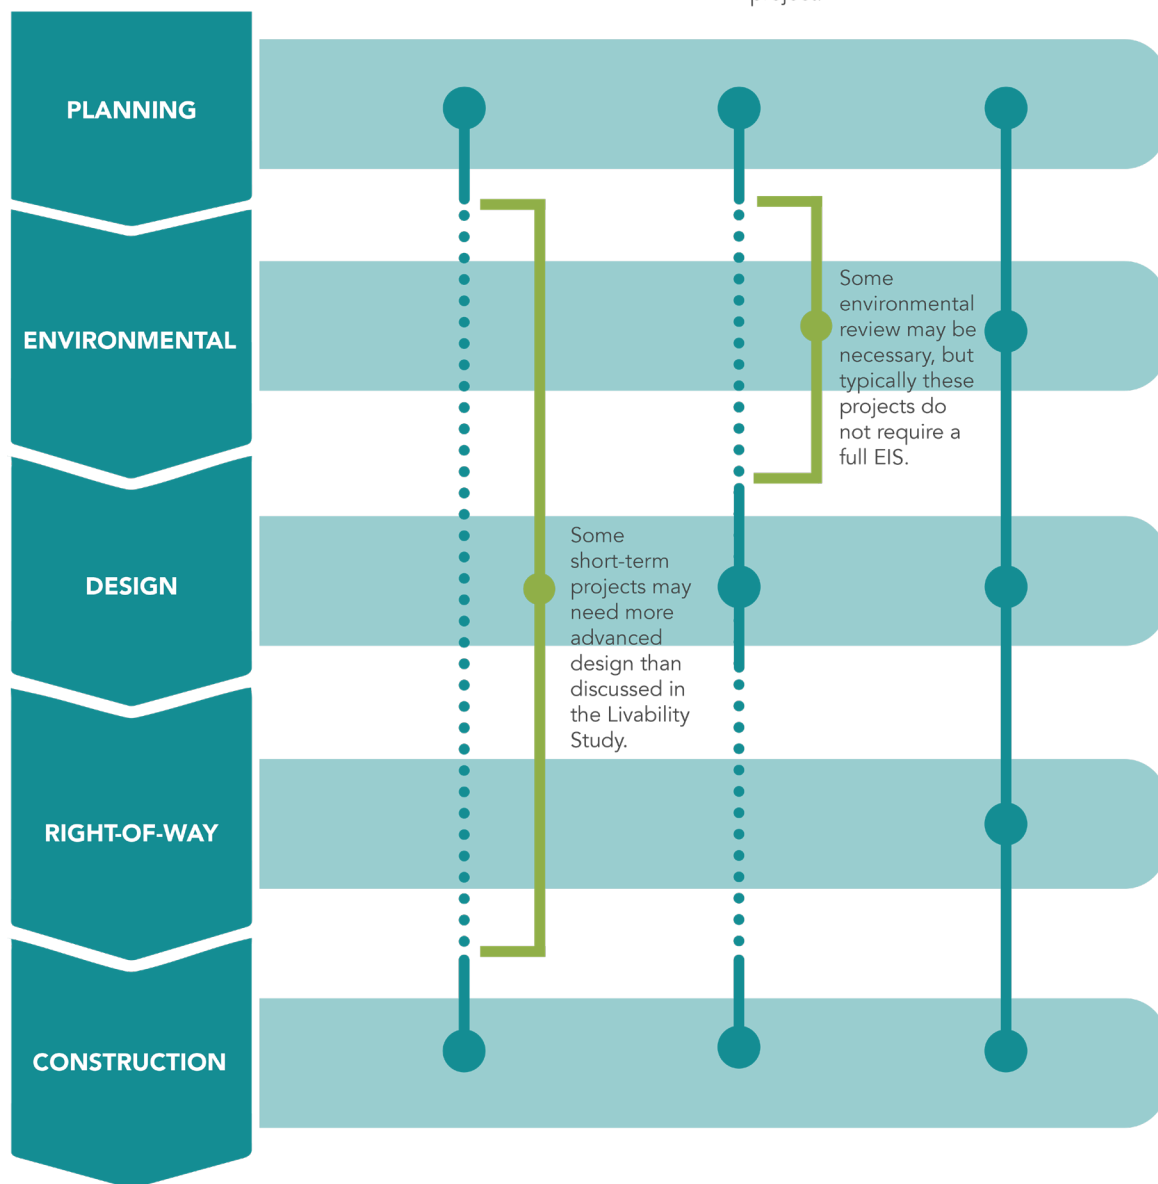 PLANNING
ENVIRONMENTAL
Some
environmental
review may be
necessary, but
typically these
projects do
not require a
full EIS.
DESIGN
Some
short-term
projects may
need more
advanced
design than
discussed in
the Livability
Study.
RIGHT-OF-WAY
CONSTRUCTION